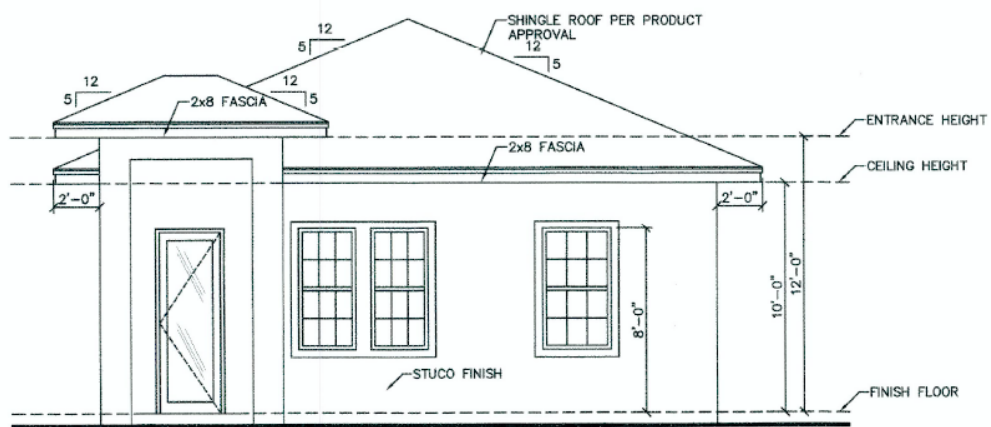 SHINGLE ROOF PER PRODUCT
APPROVAL
12
5
12
5
12
5
12
5
2x8 FASCIA
ENTRANCE HEIGHT
2x8 FASCIA
CEILING HEIGHT
2'-0"
2'-0"
8'-0"
10'-0"
12'-0"
STUCO FINISH
FINISH FLOOR